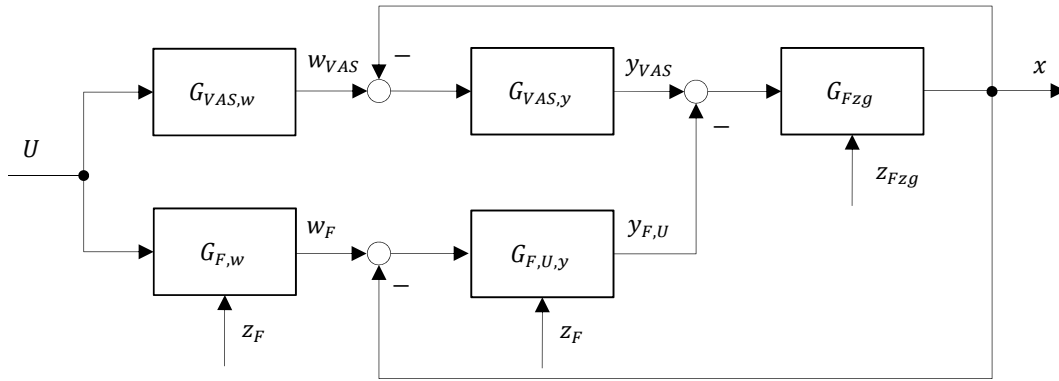 w_VAS
−
y_VAS
x
G_VAS,w
G_VAS,y
−
G_Fzg
U
z_Fzg
w_F
y_F,U
G_F,w
G_F,U,y
−
z_F
z_F